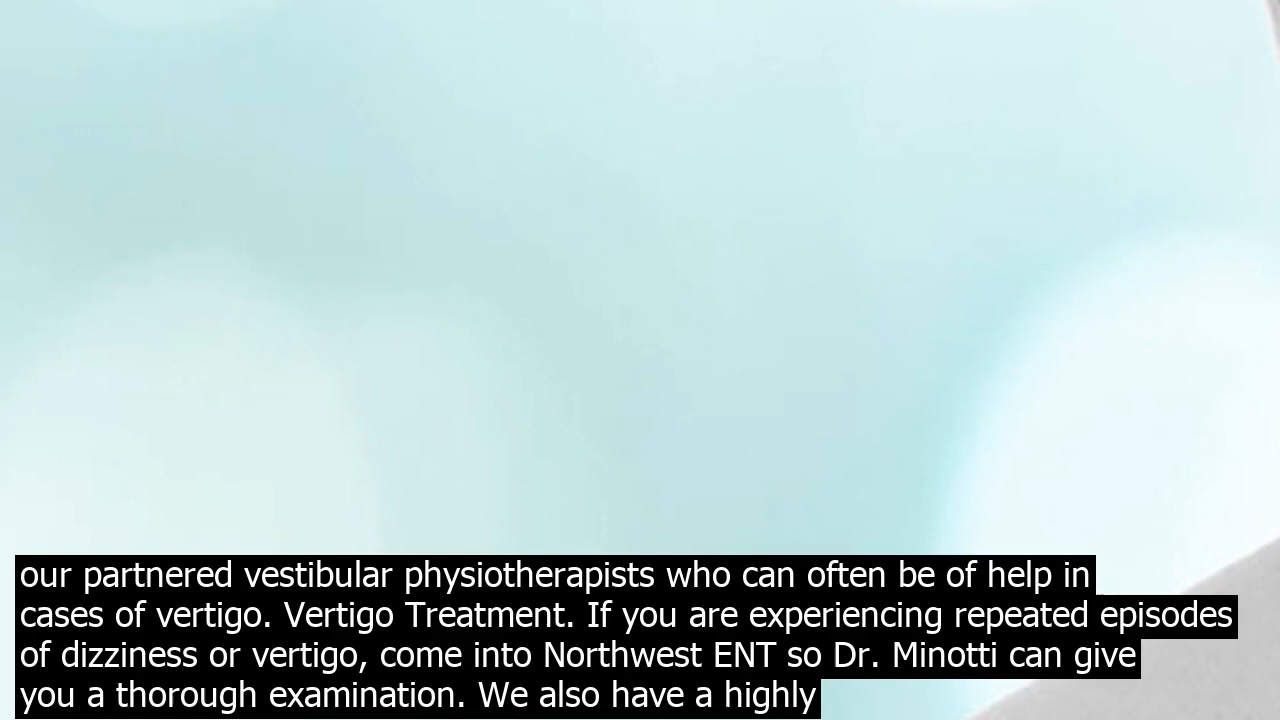 our partnered vestibular physiotherapists who can often be of help in
cases of vertigo. Vertigo Treatment. If you are experiencing repeated episodes
of dizziness or vertigo, come into Northwest ENT so Dr. Minotti can give
you a thorough examination. We also have a highly